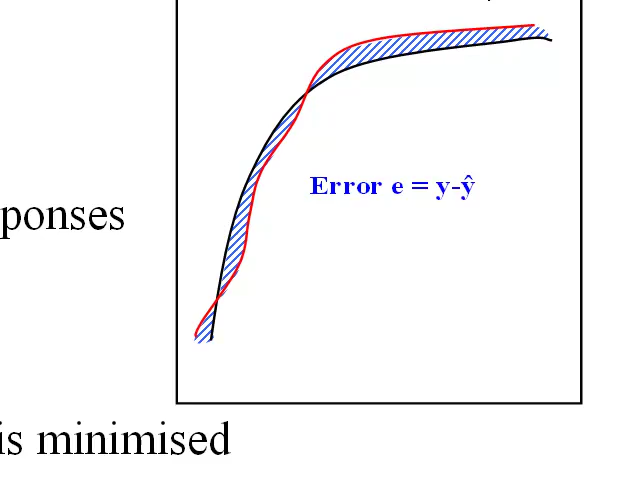 Error e = y-ŷ
ponses
is minimised